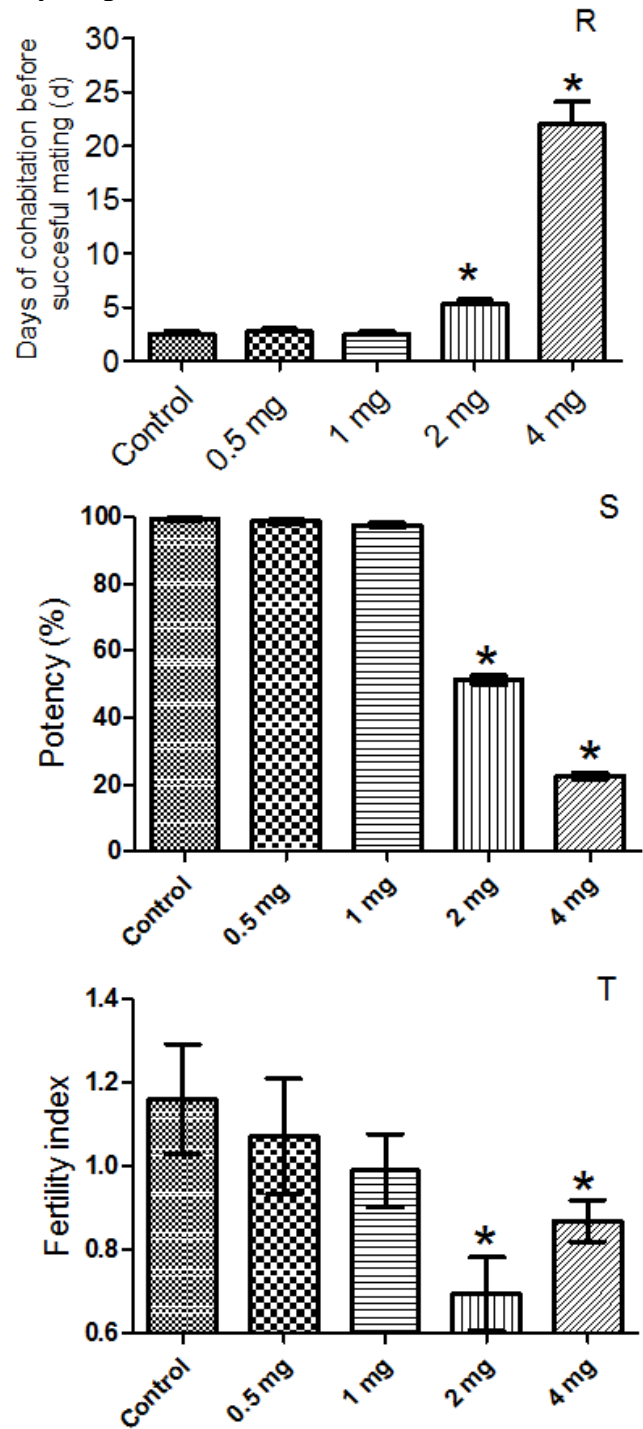 R
Days of cohabitation before
succesful mating (d)
30
25
20
15
10
5
0
*
*
Control
0.5 mg
1 mg
2 mg
4 mg
S
Potency (%)
100
80
60
40
20
0
*
*
Control
0.5 mg
1 mg
2 mg
4 mg
T
Fertility index
1.4
1.2
1.0
0.8
0.6
*
*
Control
0.5 mg
1 mg
2 mg
4 mg